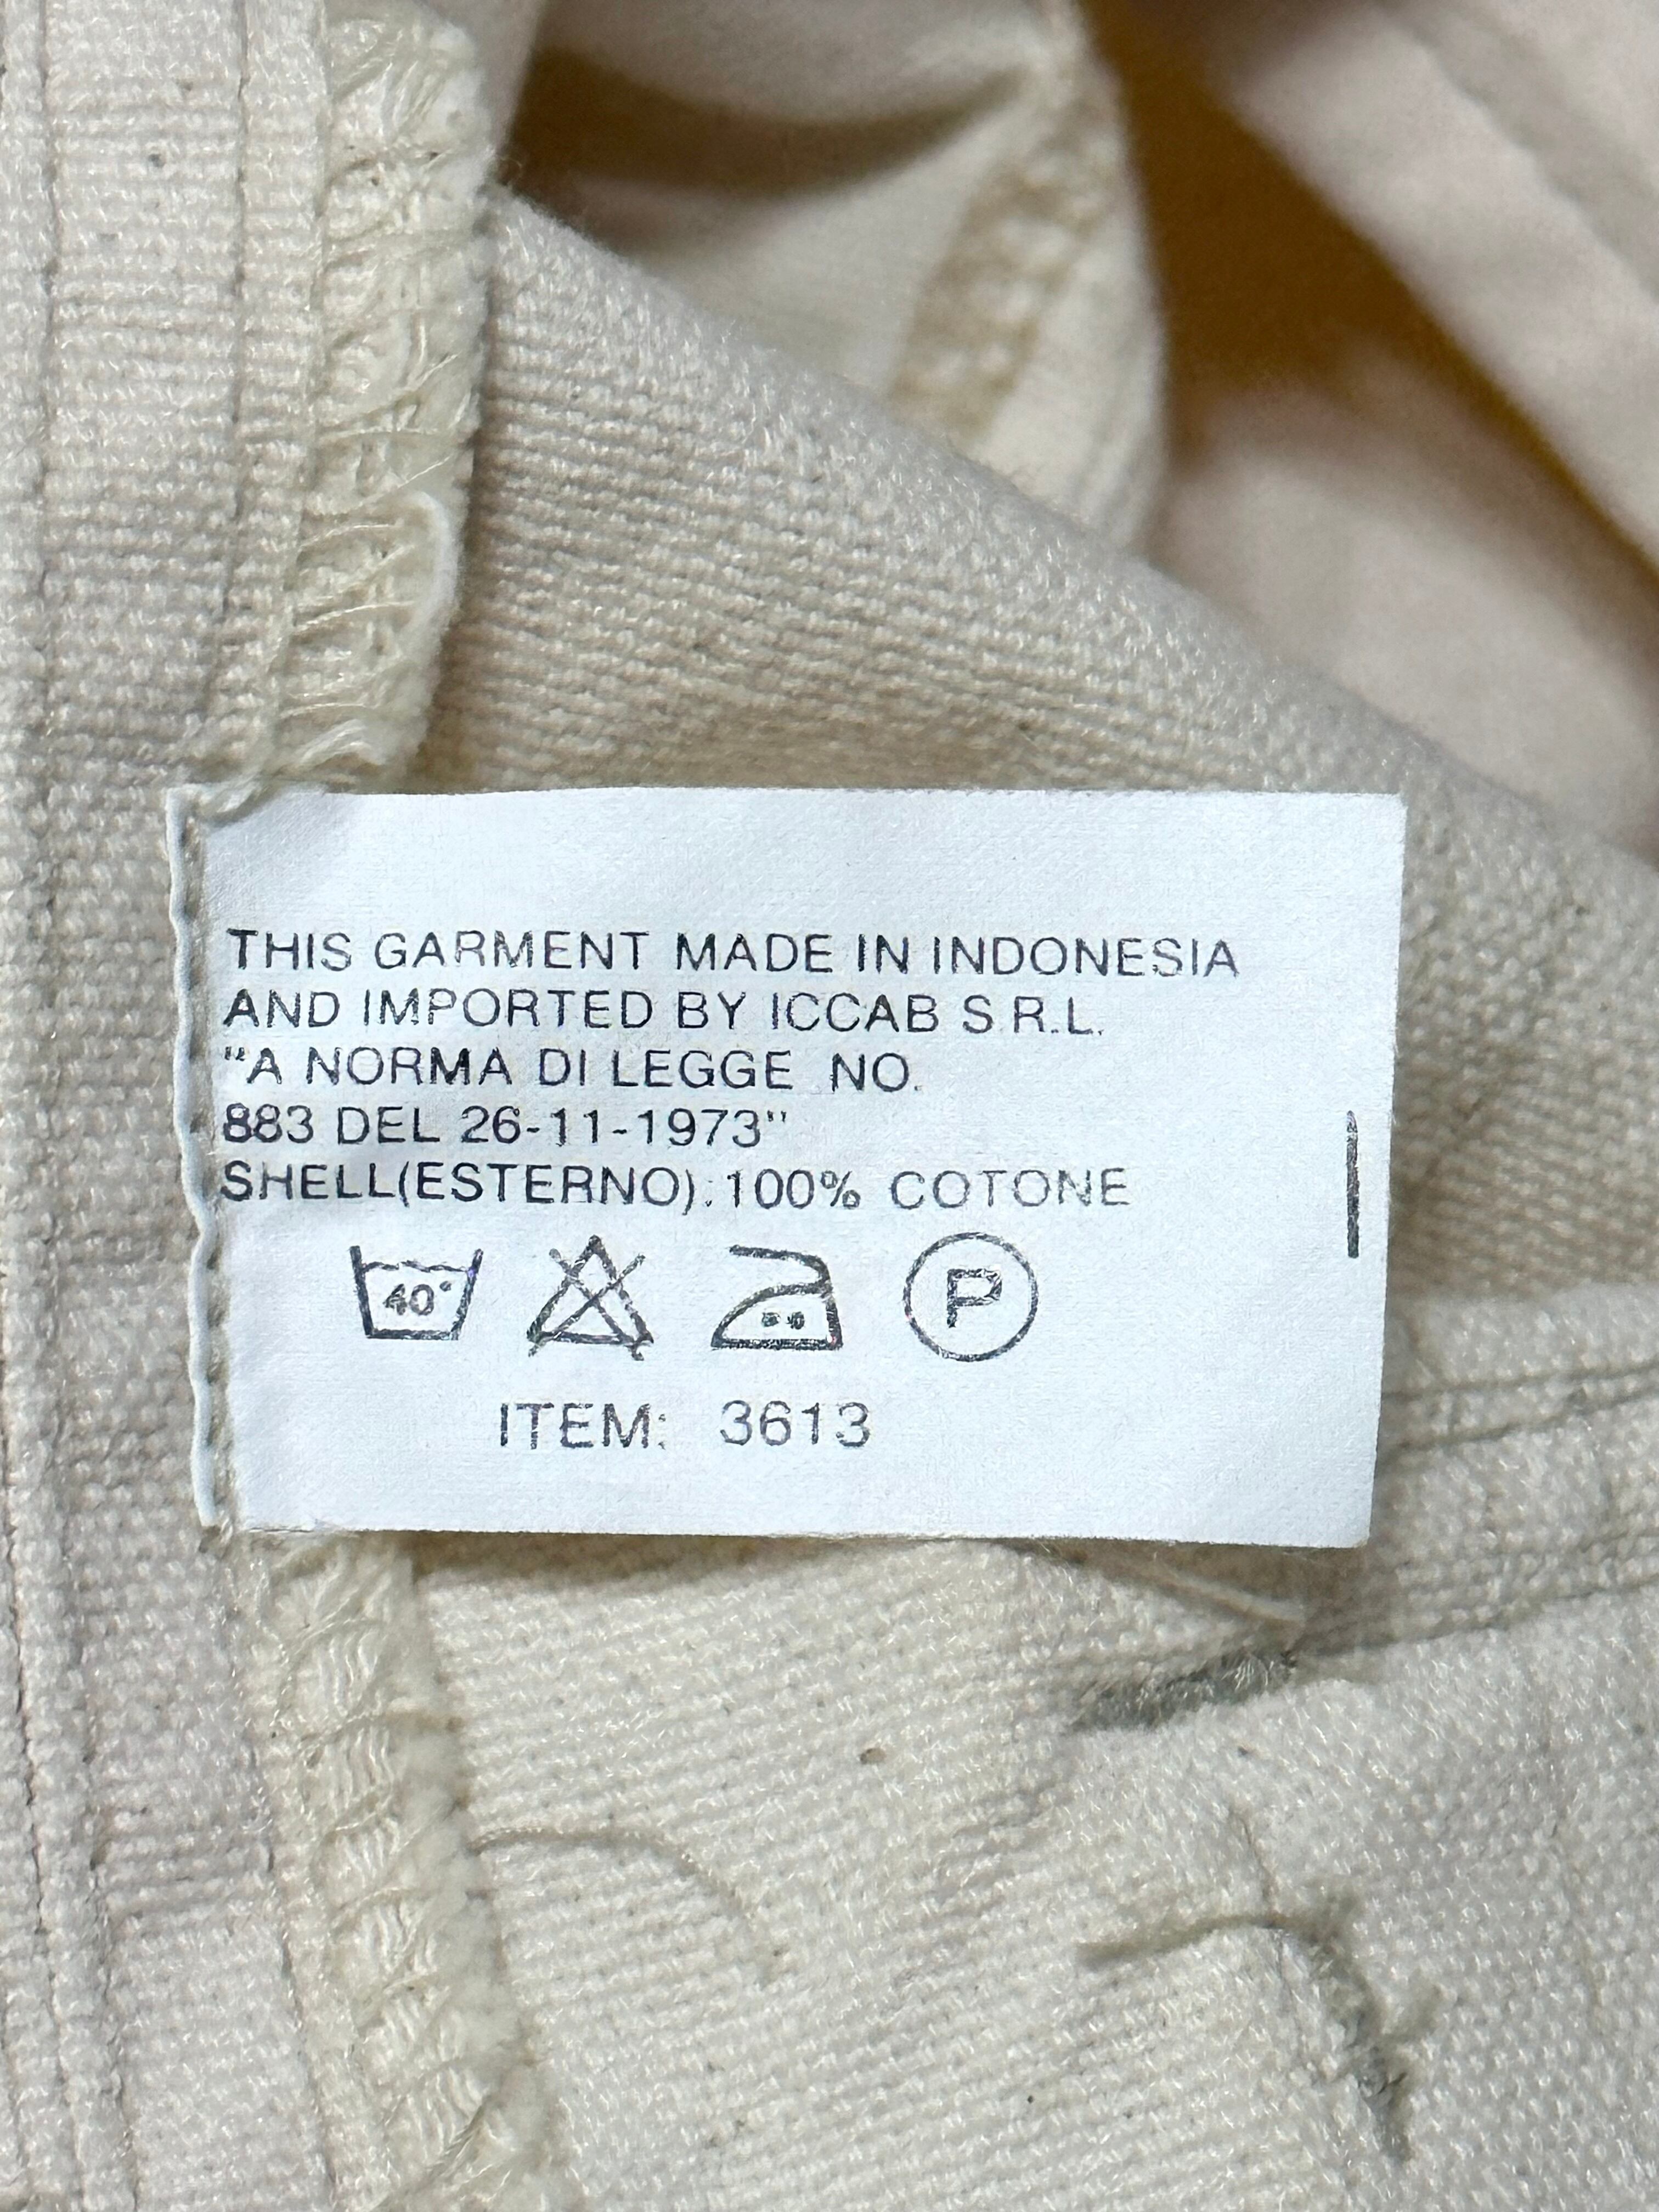 THIS GARMENT MADE IN INDONESIA
AND IMPORTED BY ICCAB S.R.L.
"A NORMA DI LEGGE NO.
883 DEL 26-11-1973"
SHELL(ESTERNO):100% COTONE
40°
P
ITEM: 3613